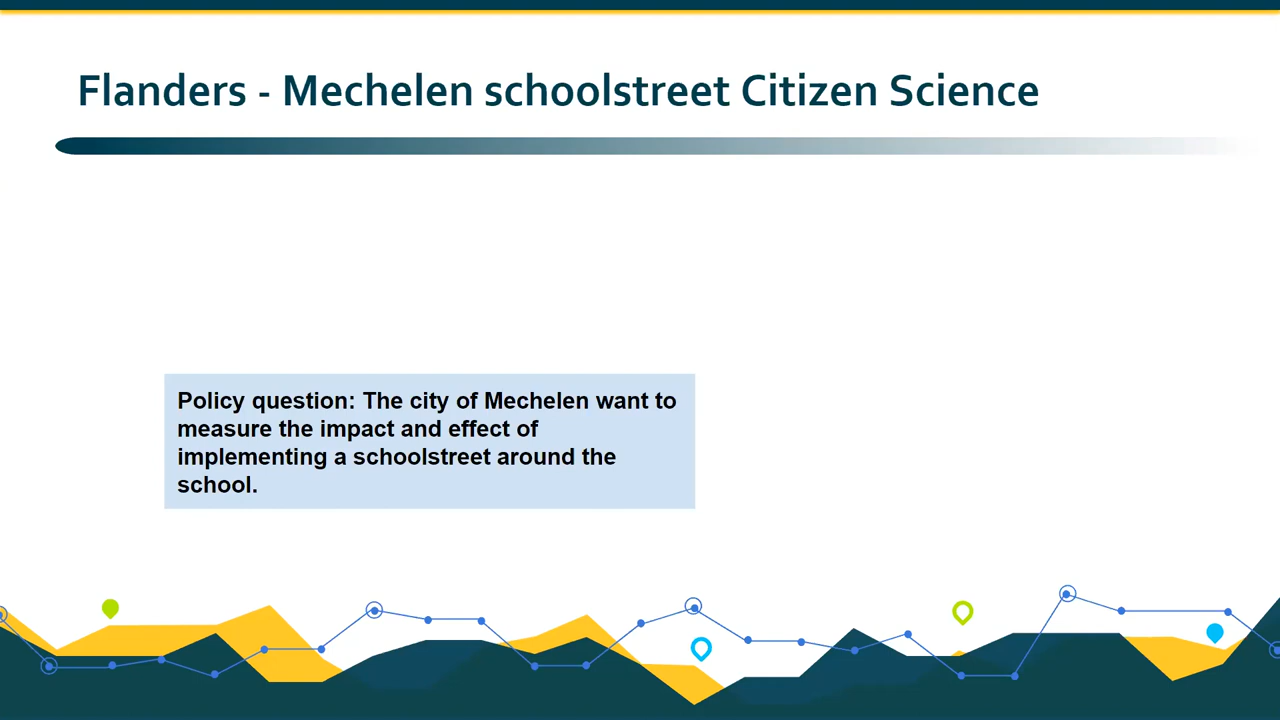 Flanders - Mechelen schoolstreet Citizen Science
Policy question: The city of Mechelen want to
measure the impact and effect of
implementing a schoolstreet around the
school.